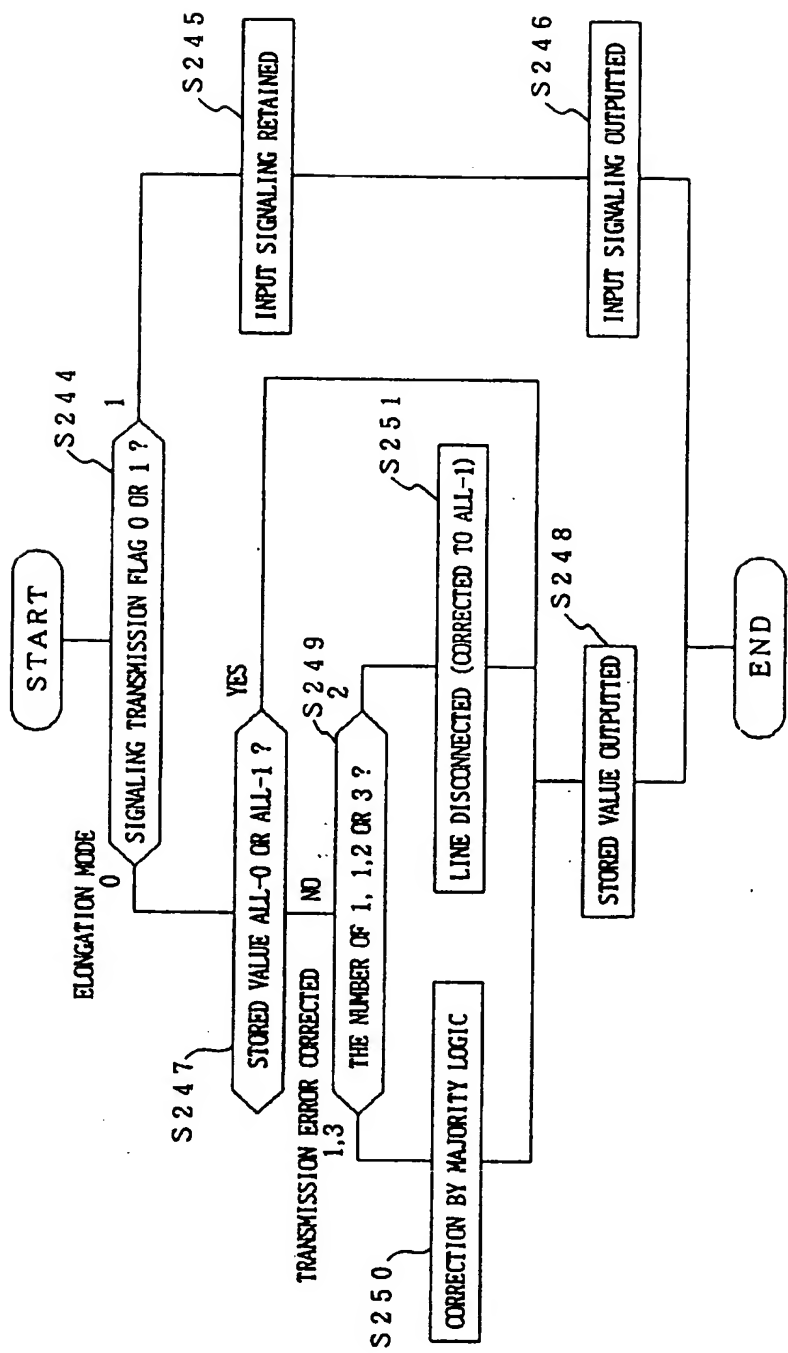 START
S244
SIGNALING TRANSMISSION FLAG 0 OR 1 ?
ELONGATION MODE
0
1
S245
INPUT SIGNALING RETAINED
S247
STORED VALUE ALL-0 OR ALL-1 ?
YES
NO
TRANSMISSION ERROR CORRECTED
1,3
S249
2
THE NUMBER OF 1, 1,2 OR 3 ?
S250
CORRECTION BY MAJORITY LOGIC
S251
LINE DISCONNECTED (CORRECTED TO ALL-1)
S246
INPUT SIGNALING OUTPUTTED
S248
STORED VALUE OUTPUTTED
END